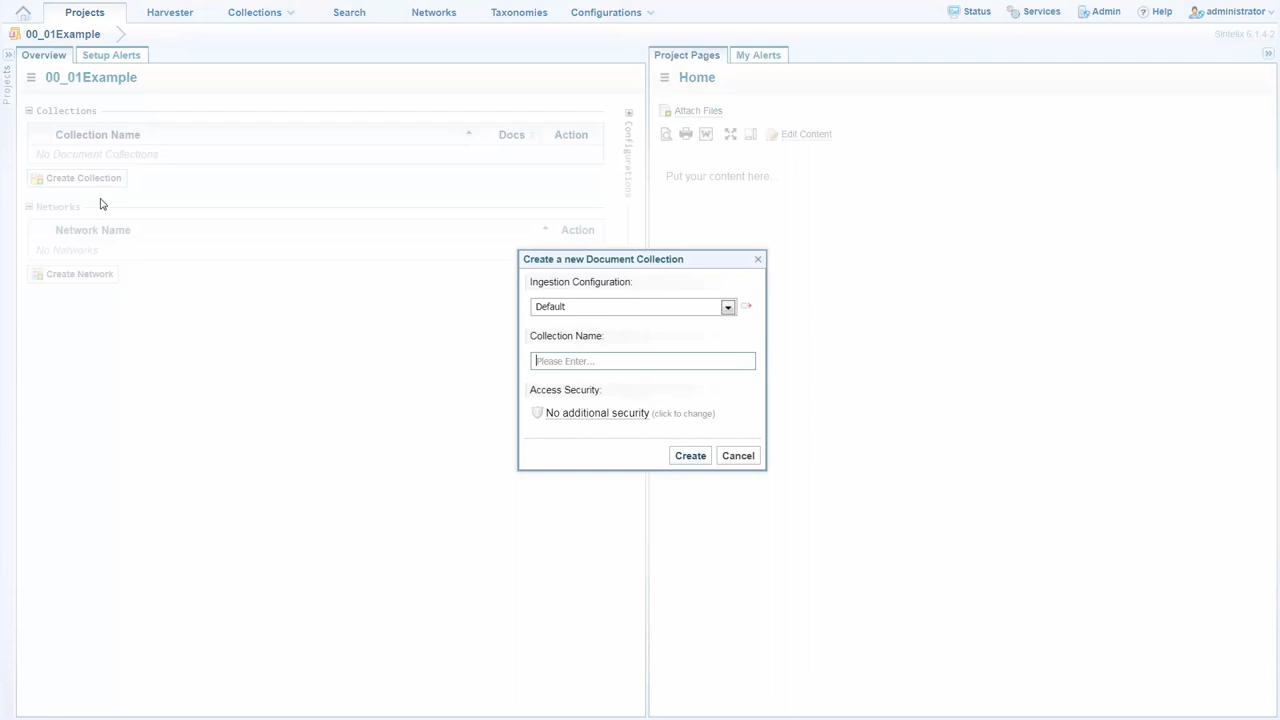 Projects
Harvester
Collections
Search
Networks
Taxonomies
Configurations
Status
Services
Admin
Help
administrator
00_01Example
Sintelix 6.1.4-2
Projects
Overview
Setup Alerts
00_01Example
Collections
Collection Name
Docs
Action
No Document Collections
Create Collection
Networks
Network Name
Action
No Networks
Create Network
Configurations
Project Pages
My Alerts
Home
Attach Files
Edit Content
Put your content here...
Create a new Document Collection
Ingestion Configuration:
Default
Collection Name:
Please Enter...
Access Security:
No additional security (click to change)
Create
Cancel